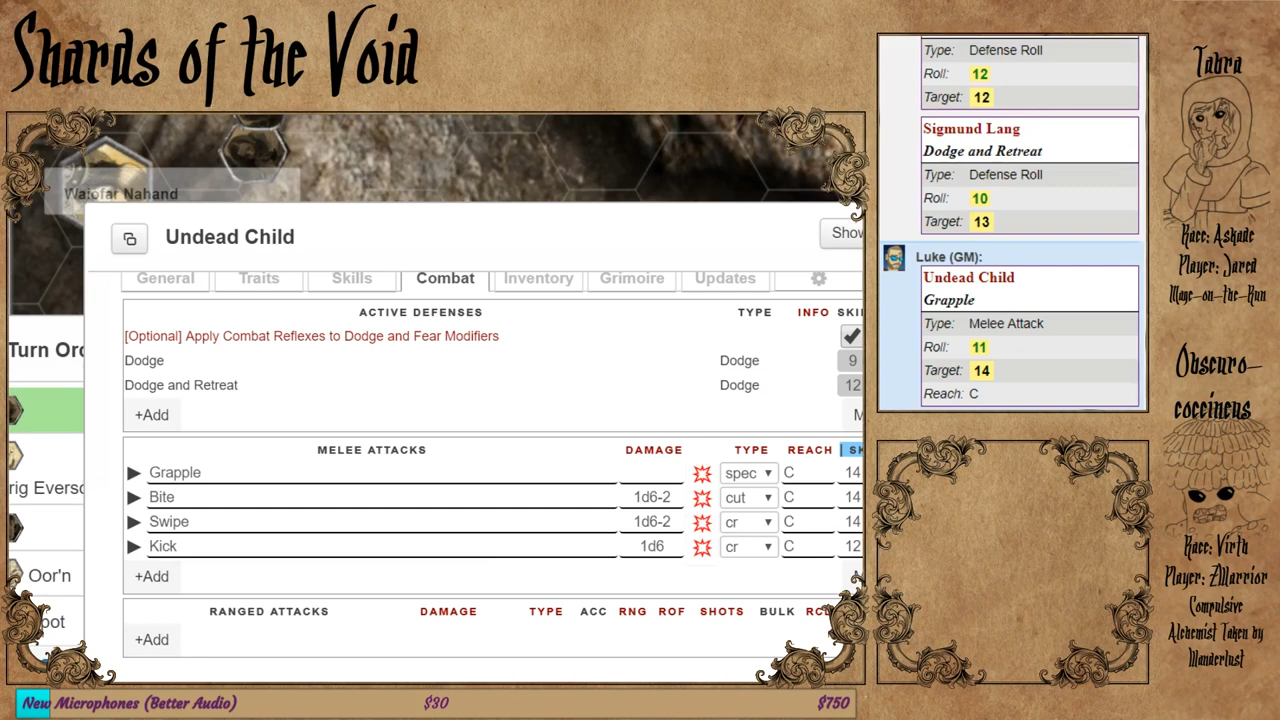 Shards of the Void
Waiofar Nahand
Undead Child
Show
General
Traits
Skills
Combat
Inventory
Grimoire
Updates
Turn Orc
rig Everso
Oor'n
oot
ACTIVE DEFENSES TYPE INFO SKI
[Optional] Apply Combat Reflexes to Dodge and Fear Modifiers
Dodge Dodge 9
Dodge and Retreat Dodge 12
+Add M
MELEE ATTACKS DAMAGE TYPE REACH SK
Grapple spec C 14
Bite 1d6-2 cut C 14
Swipe 1d6-2 cr C 14
Kick 1d6 cr C 12
+Add
RANGED ATTACKS DAMAGE TYPE ACC RNG ROF SHOTS BULK RCL
+Add
New Microphones (Better Audio) $30 $750
Type: Defense Roll
Roll: 12
Target: 12
Sigmund Lang
Dodge and Retreat
Type: Defense Roll
Roll: 10
Target: 13
Luke (GM):
Undead Child
Grapple
Type: Melee Attack
Roll: 11
Target: 14
Reach: C
Tabra
Race: Askade
Player: Jared
Mage-on-the-Run
Obscuro-
coccineus
Race: Virth
Player: ZWarrior
Compulsive
Alchemist Taken by
Wanderlust